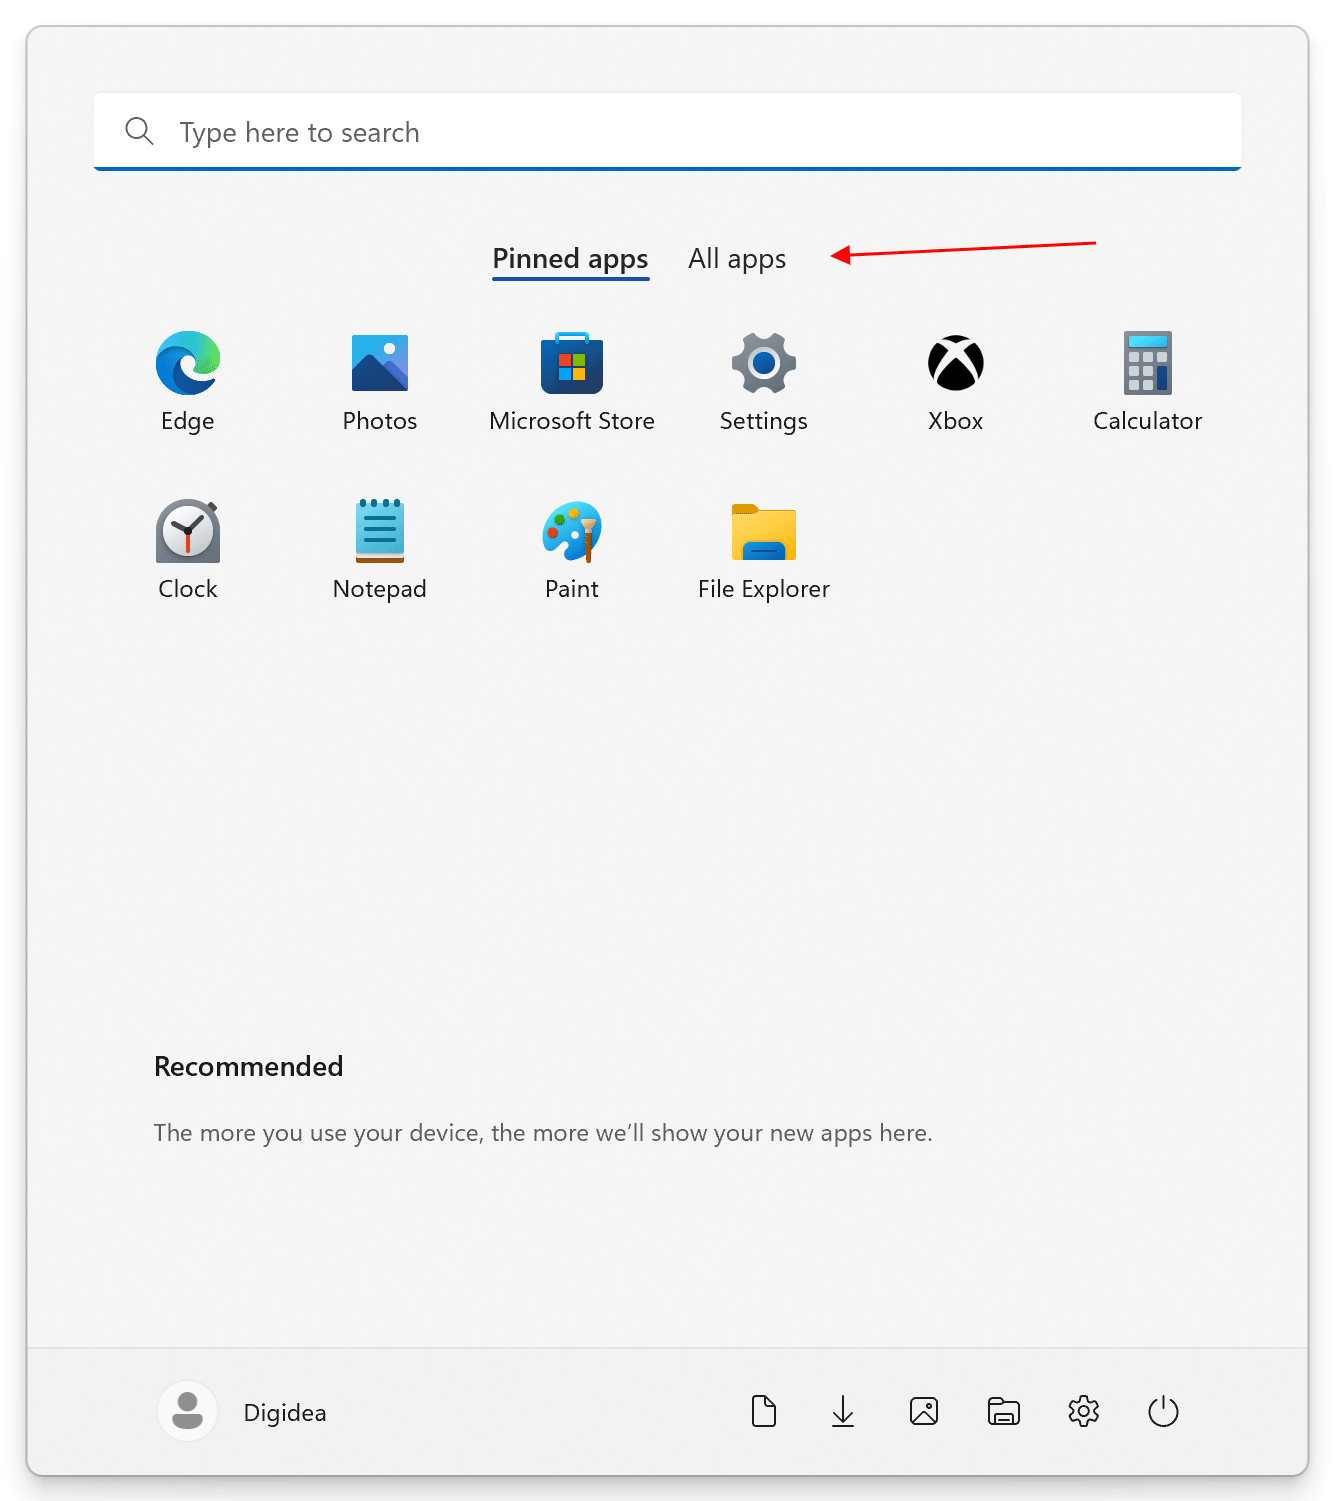 Type here to search
Pinned apps All apps
Edge Photos Microsoft Store Settings Xbox Calculator
Clock Notepad Paint File Explorer
Recommended
The more you use your device, the more we’ll show your new apps here.
Digidea